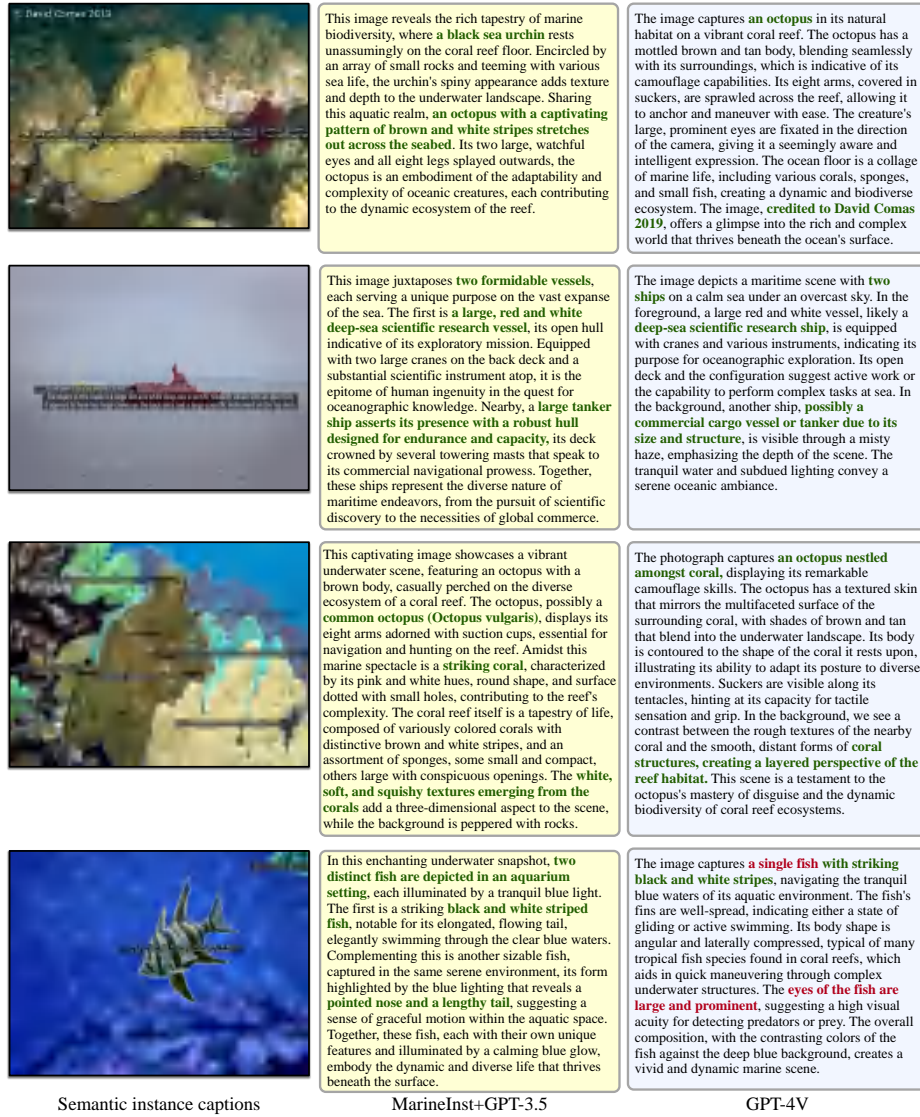 © David Comas 2019
This image reveals the rich tapestry of marine
biodiversity, where a black sea urchin rests
unassumingly on the coral reef floor. Encircled by
an array of small rocks and teeming with various
sea life, the urchin's spiny appearance adds texture
and depth to the underwater landscape. Sharing
this aquatic realm, an octopus with a captivating
pattern of brown and white stripes stretches
out across the seabed. Its two large, watchful
eyes and all eight legs splayed outwards, the
octopus is an embodiment of the adaptability and
complexity of oceanic creatures, each contributing
to the dynamic ecosystem of the reef.
The image captures an octopus in its natural
habitat on a vibrant coral reef. The octopus has a
mottled brown and tan body, blending seamlessly
with its surroundings, which is indicative of its
camouflage capabilities. Its eight arms, covered in
suckers, are sprawled across the reef, allowing it
to anchor and maneuver with ease. The creature's
large, prominent eyes are fixated in the direction
of the camera, giving it a seemingly aware and
intelligent expression. The ocean floor is a collage
of marine life, including various corals, sponges,
and small fish, creating a dynamic and biodiverse
ecosystem. The image, credited to David Comas
2019, offers a glimpse into the rich and complex
world that thrives beneath the ocean's surface.
This image juxtaposes two formidable vessels,
each serving a unique purpose on the vast expanse
of the sea. The first is a large, red and white
deep-sea scientific research vessel, its open hull
indicative of its exploratory mission. Equipped
with two large cranes on the back deck and a
substantial scientific instrument atop, it is the
epitome of human ingenuity in the quest for
oceanographic knowledge. Nearby, a large tanker
ship asserts its presence with a robust hull
designed for endurance and capacity, its deck
crowned by several towering masts that speak to
its commercial navigational prowess. Together,
these ships represent the diverse nature of
maritime endeavors, from the pursuit of scientific
discovery to the necessities of global commerce.
The image depicts a maritime scene with two
ships on a calm sea under an overcast sky. In the
foreground, a large red and white vessel, likely a
deep-sea scientific research ship, is equipped
with cranes and various instruments, indicating its
purpose for oceanographic exploration. Its open
deck and the configuration suggest active work or
the capability to perform complex tasks at sea. In
the background, another ship, possibly a
commercial cargo vessel or tanker due to its
size and structure, is visible through a misty
haze, emphasizing the depth of the scene. The
tranquil water and subdued lighting convey a
serene oceanic ambiance.
This captivating image showcases a vibrant
underwater scene, featuring an octopus with a
brown body, casually perched on the diverse
ecosystem of a coral reef. The octopus, possibly a
common octopus (Octopus vulgaris), displays its
eight arms adorned with suction cups, essential for
navigation and hunting on the reef. Amidst this
marine spectacle is a striking coral, characterized
by its pink and white hues, round shape, and surface
dotted with small holes, contributing to the reef's
complexity. The coral reef itself is a tapestry of life,
composed of variously colored corals with
distinctive brown and white stripes, and an
assortment of sponges, some small and compact,
others large with conspicuous openings. The white,
soft, and squishy textures emerging from the
corals add a three-dimensional aspect to the scene,
while the background is peppered with rocks.
The photograph captures an octopus nestled
amongst coral, displaying its remarkable
camouflage skills. The octopus has a textured skin
that mirrors the multifaceted surface of the
surrounding coral, with shades of brown and tan
that blend into the underwater landscape. Its body
is contoured to the shape of the coral it rests upon,
illustrating its ability to adapt its posture to diverse
environments. Suckers are visible along its
tentacles, hinting at its capacity for tactile
sensation and grip. In the background, we see a
contrast between the rough textures of the nearby
coral and the smooth, distant forms of coral
structures, creating a layered perspective of the
reef habitat. This scene is a testament to the
octopus's mastery of disguise and the dynamic
biodiversity of coral reef ecosystems.
In this enchanting underwater snapshot, two
distinct fish are depicted in an aquarium
setting, each illuminated by a tranquil blue light.
The first is a striking black and white striped
fish, notable for its elongated, flowing tail,
elegantly swimming through the clear blue waters.
Complementing this is another sizable fish,
captured in the same serene environment, its form
highlighted by the blue lighting that reveals a
pointed nose and a lengthy tail, suggesting a
sense of graceful motion within the aquatic space.
Together, these fish, each with their own unique
features and illuminated by a calming blue glow,
embody the dynamic and diverse life that thrives
beneath the surface.
The image captures a single fish with striking
black and white stripes, navigating the tranquil
blue waters of its aquatic environment. The fish's
fins are well-spread, indicating either a state of
gliding or active swimming. Its body shape is
angular and laterally compressed, typical of many
tropical fish species found in coral reefs, which
aids in quick maneuvering through complex
underwater structures. The eyes of the fish are
large and prominent, suggesting a high visual
acuity for detecting predators or prey. The overall
composition, with the contrasting colors of the
fish against the deep blue background, creates a
vivid and dynamic marine scene.
Semantic instance captions
MarineInst+GPT-3.5
GPT-4V